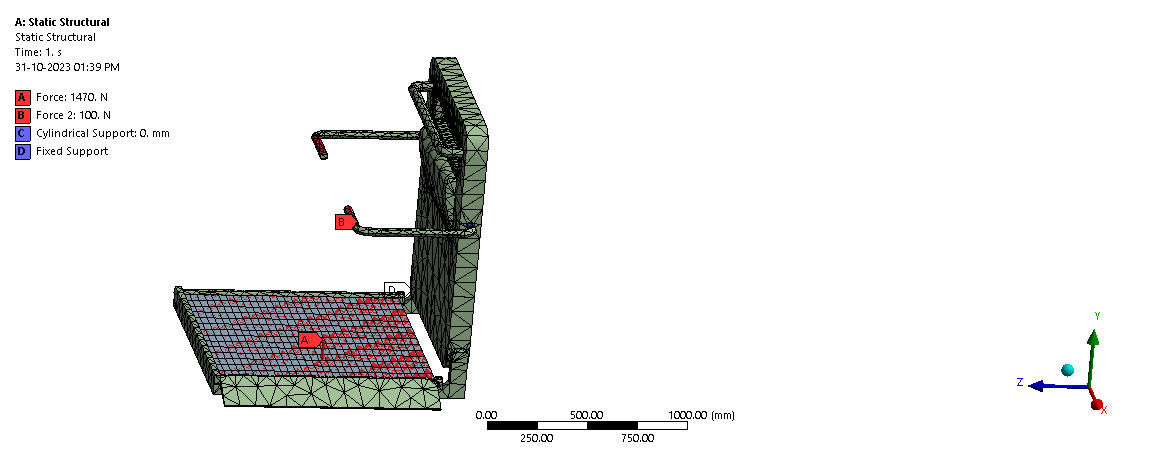 A: Static Structural
Static Structural
Time: 1. s
31-10-2023 01:39 PM
A Force: 1470. N
B Force 2: 100. N
C Cylindrical Support: 0. mm
D Fixed Support
B
D
A
Y
Z
X
0.00 500.00 1000.00 (mm)
250.00 750.00